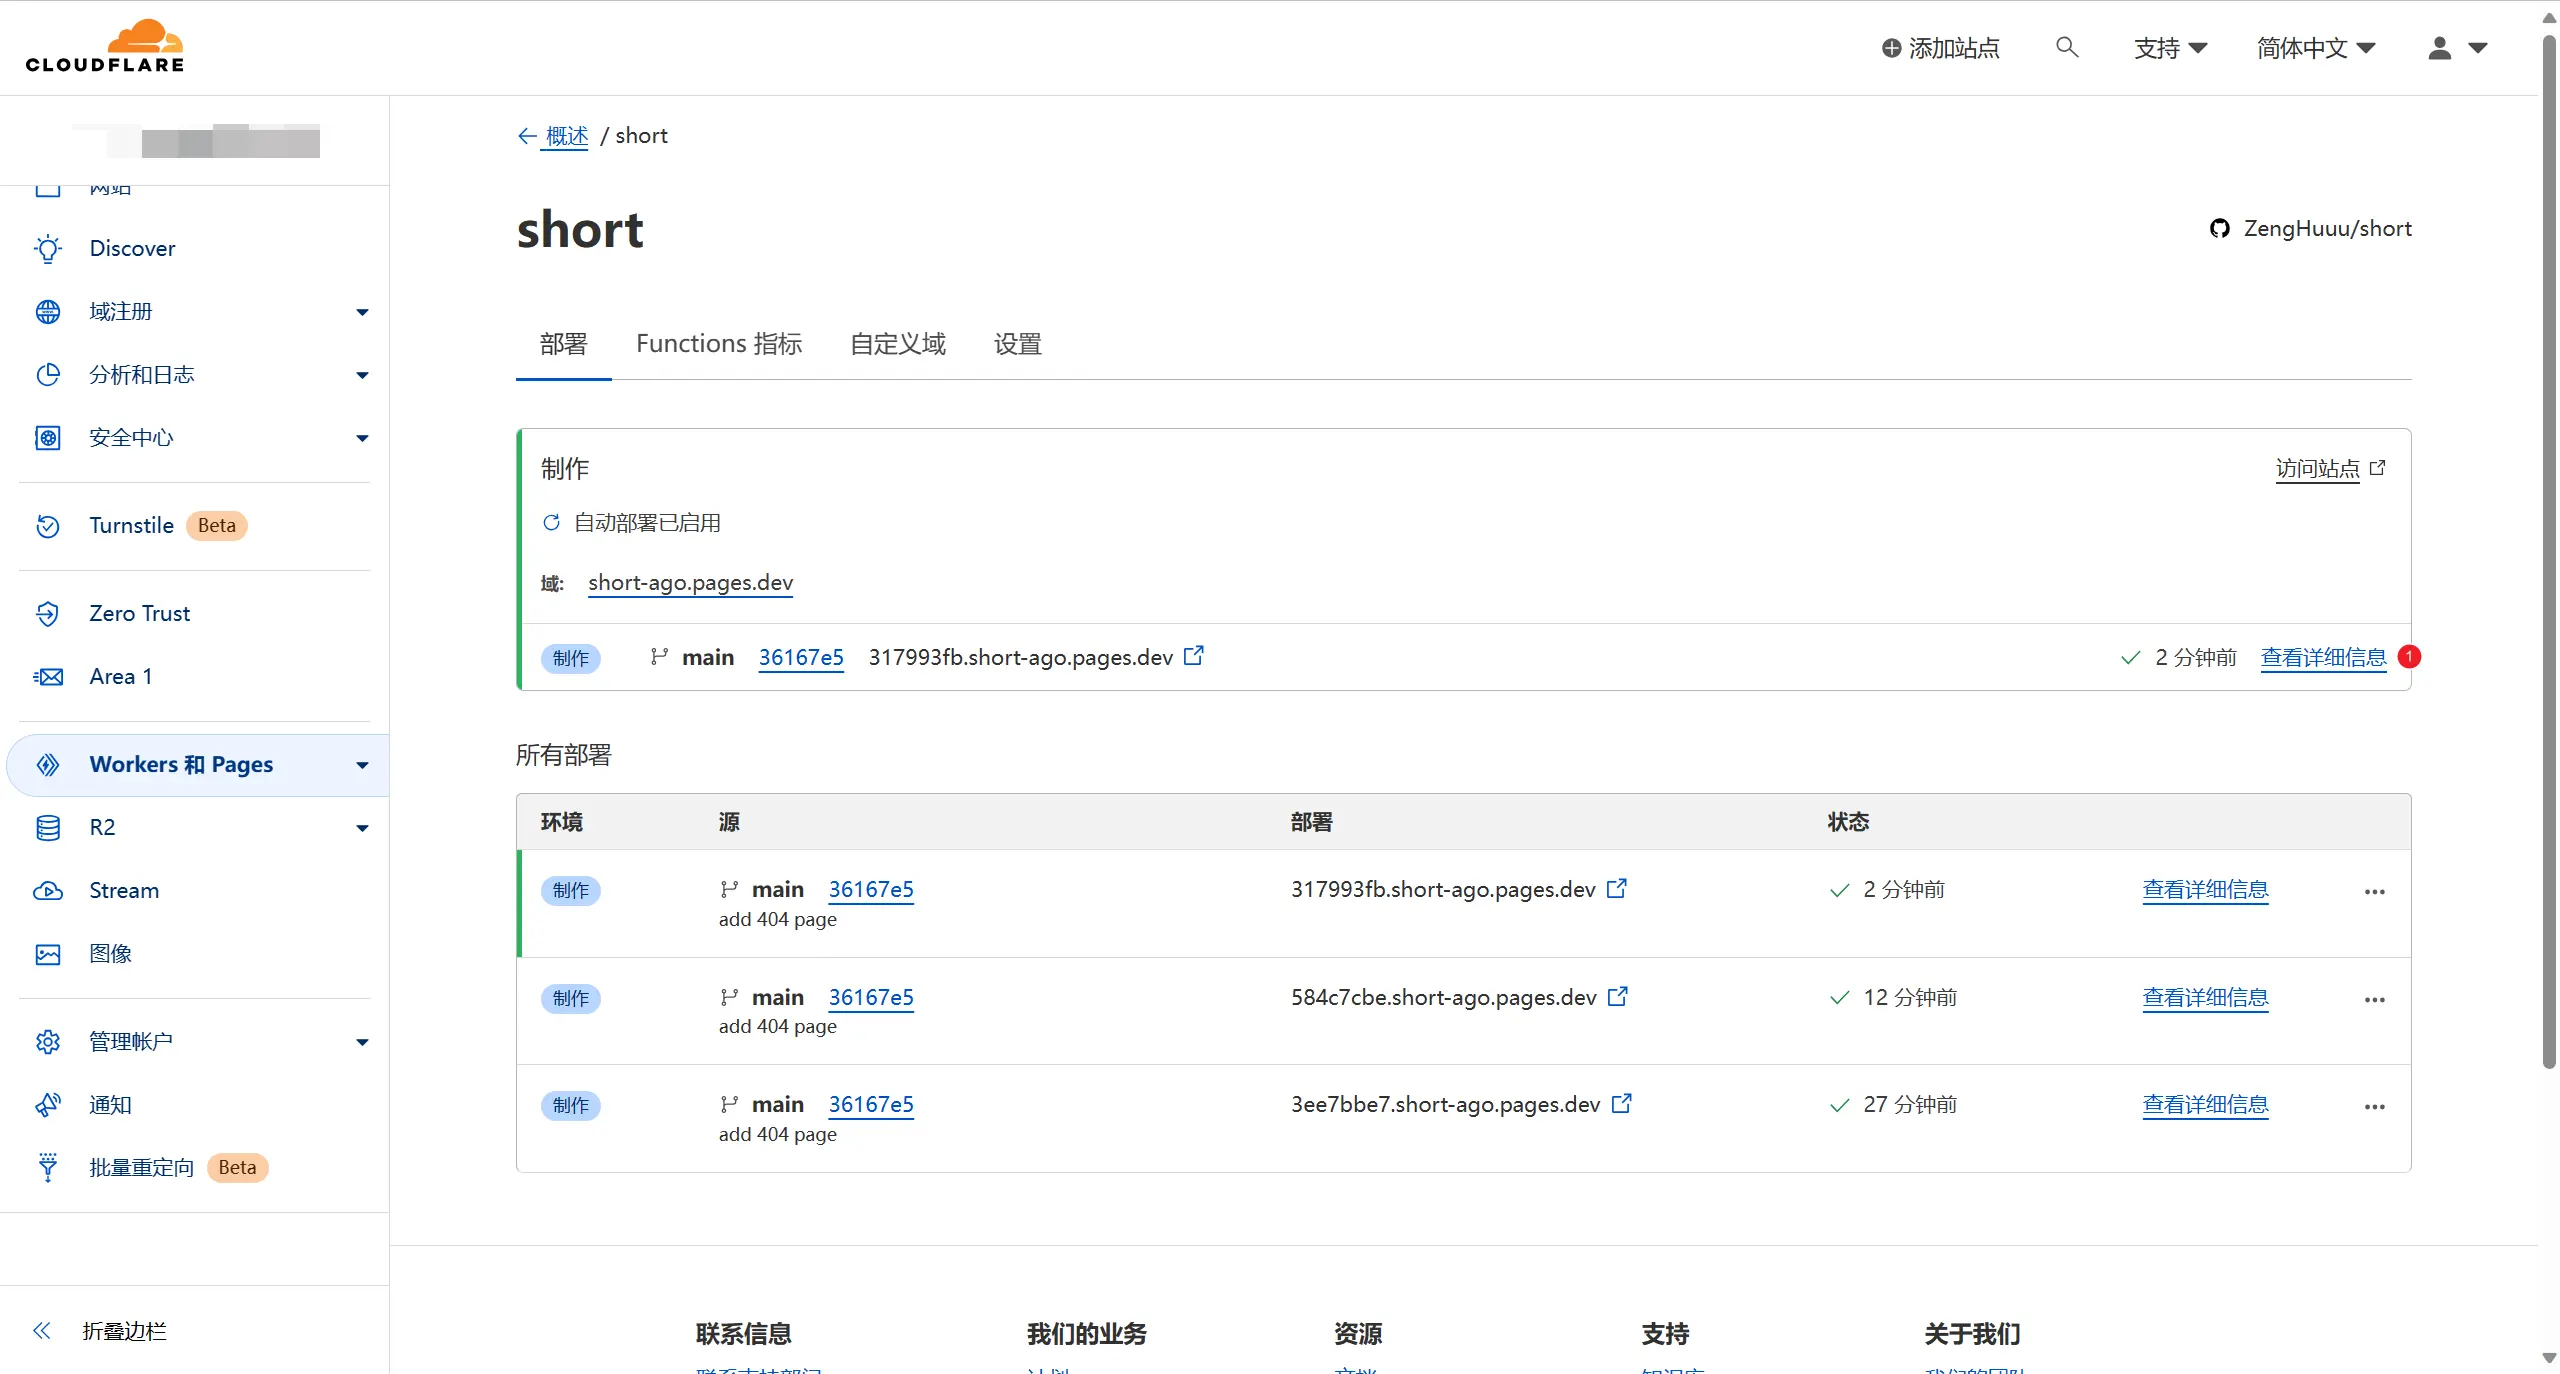 CLOUDFLARE
添加站点
支持
简体中文
网站
Discover
域注册
分析和日志
安全中心
Turnstile Beta
Zero Trust
Area 1
Workers 和 Pages
R2
Stream
图像
管理帐户
通知
批量重定向 Beta
折叠边栏
← 概述 / short
short
ZengHuuu/short
部署 Functions 指标 自定义域 设置
制作
访问站点
自动部署已启用
域: short-ago.pages.dev
制作 main 36167e5 317993fb.short-ago.pages.dev 2 分钟前 查看详细信息 1
所有部署
环境 源 部署 状态
制作 main 36167e5 317993fb.short-ago.pages.dev 2 分钟前 查看详细信息 ...
add 404 page
制作 main 36167e5 584c7cbe.short-ago.pages.dev 12 分钟前 查看详细信息 ...
add 404 page
制作 main 36167e5 3ee7bbe7.short-ago.pages.dev 27 分钟前 查看详细信息 ...
add 404 page
联系信息 我们的业务 资源 支持 关于我们